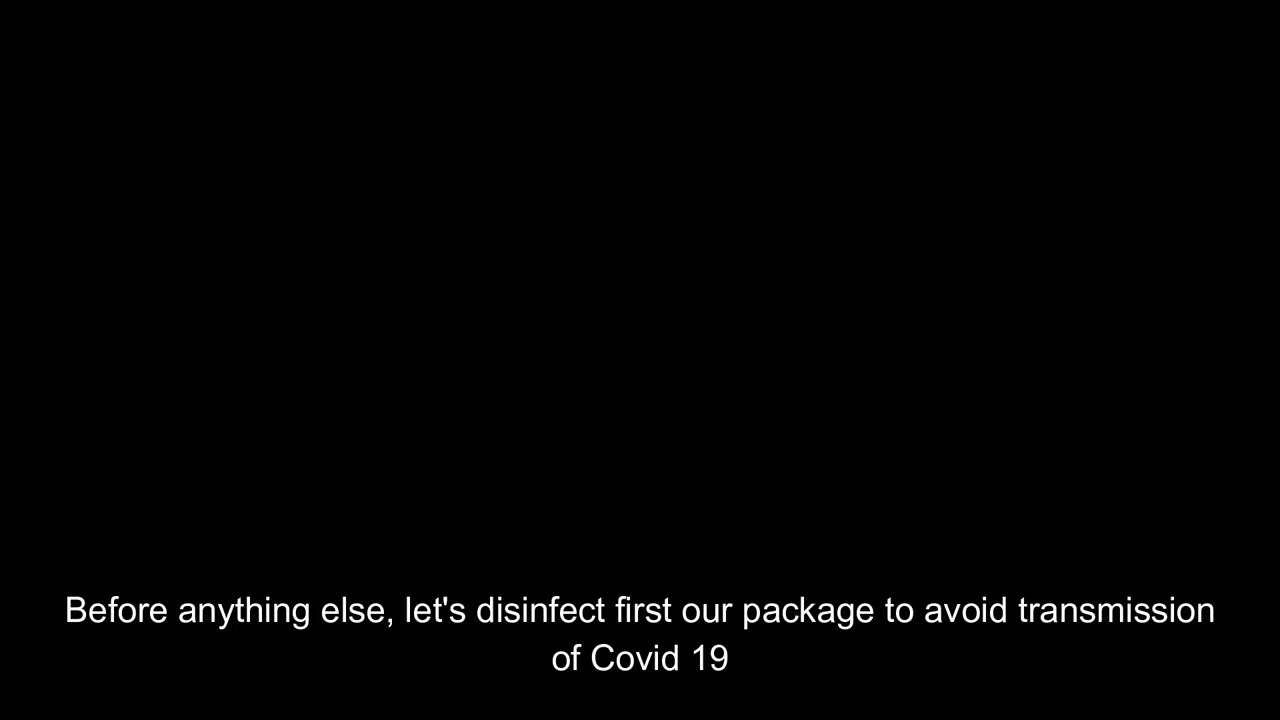 Before anything else, let's disinfect first our package to avoid transmission
of Covid 19